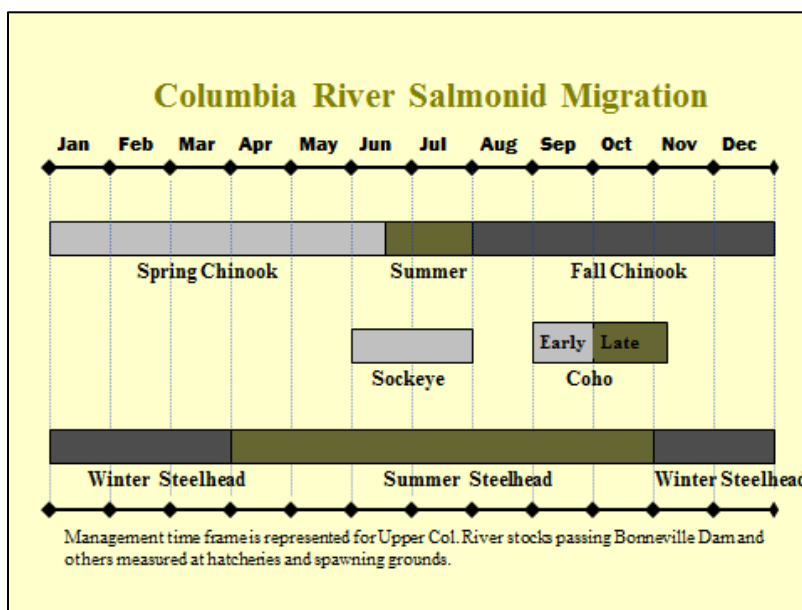 Columbia River Salmonid Migration
Jan Feb Mar Apr May Jun Jul Aug Sep Oct Nov Dec
Spring Chinook Summer Fall Chinook
Early Late
Sockeye Coho
Winter Steelhead Summer Steelhead Winter Steelhead
Management time frame is represented for Upper Col. River stocks passing Bonneville Dam and
others measured at hatcheries and spawning grounds.